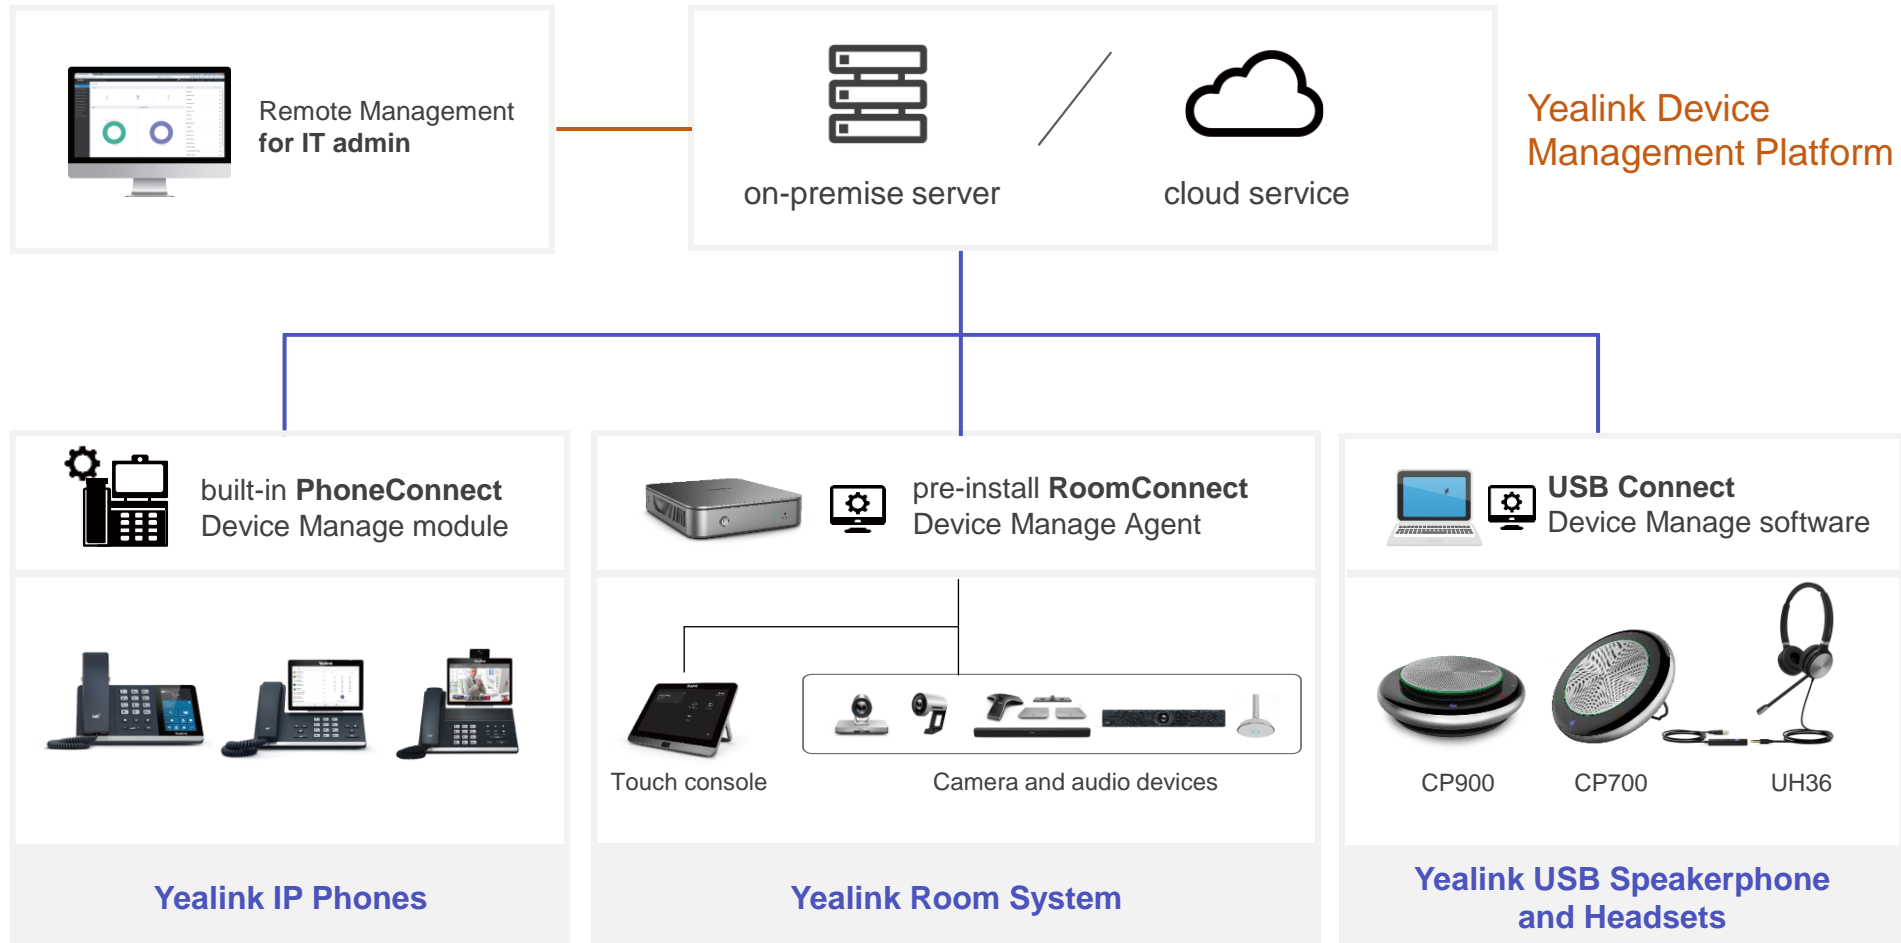 Remote Management
for IT admin
on-premise server
cloud service
Yealink Device
Management Platform
built-in PhoneConnect
Device Manage module
pre-install RoomConnect
Device Manage Agent
USB Connect
Device Manage software
Touch console
Camera and audio devices
CP900
CP700
UH36
Yealink IP Phones
Yealink Room System
Yealink USB Speakerphone
and Headsets